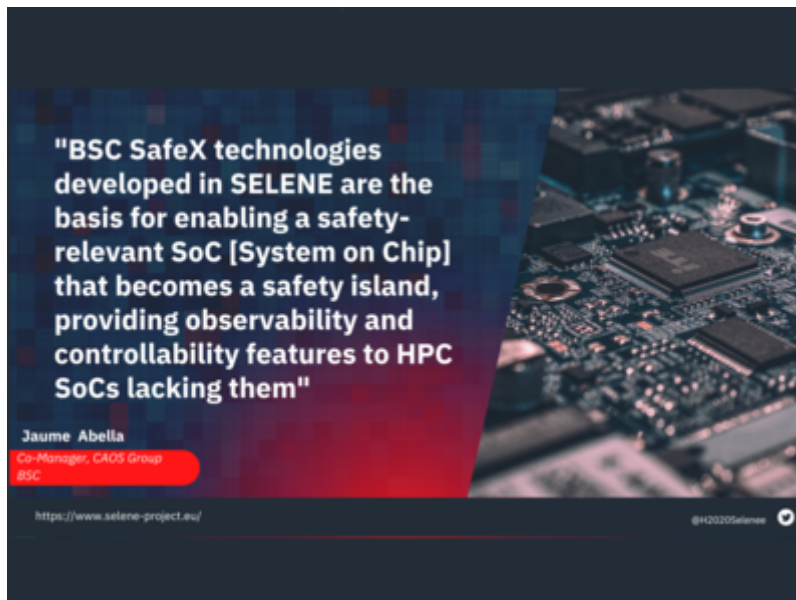 "BSC SafeX technologies
developed in SELENE are the
basis for enabling a safety-
relevant SoC [System on Chip]
that becomes a safety island,
providing observability and
controllability features to HPC
SoCs lacking them"
Jaume Abella
Co-Manager, CAOS Group
BSC
https://www.selene-project.eu/
@H2020Selenee